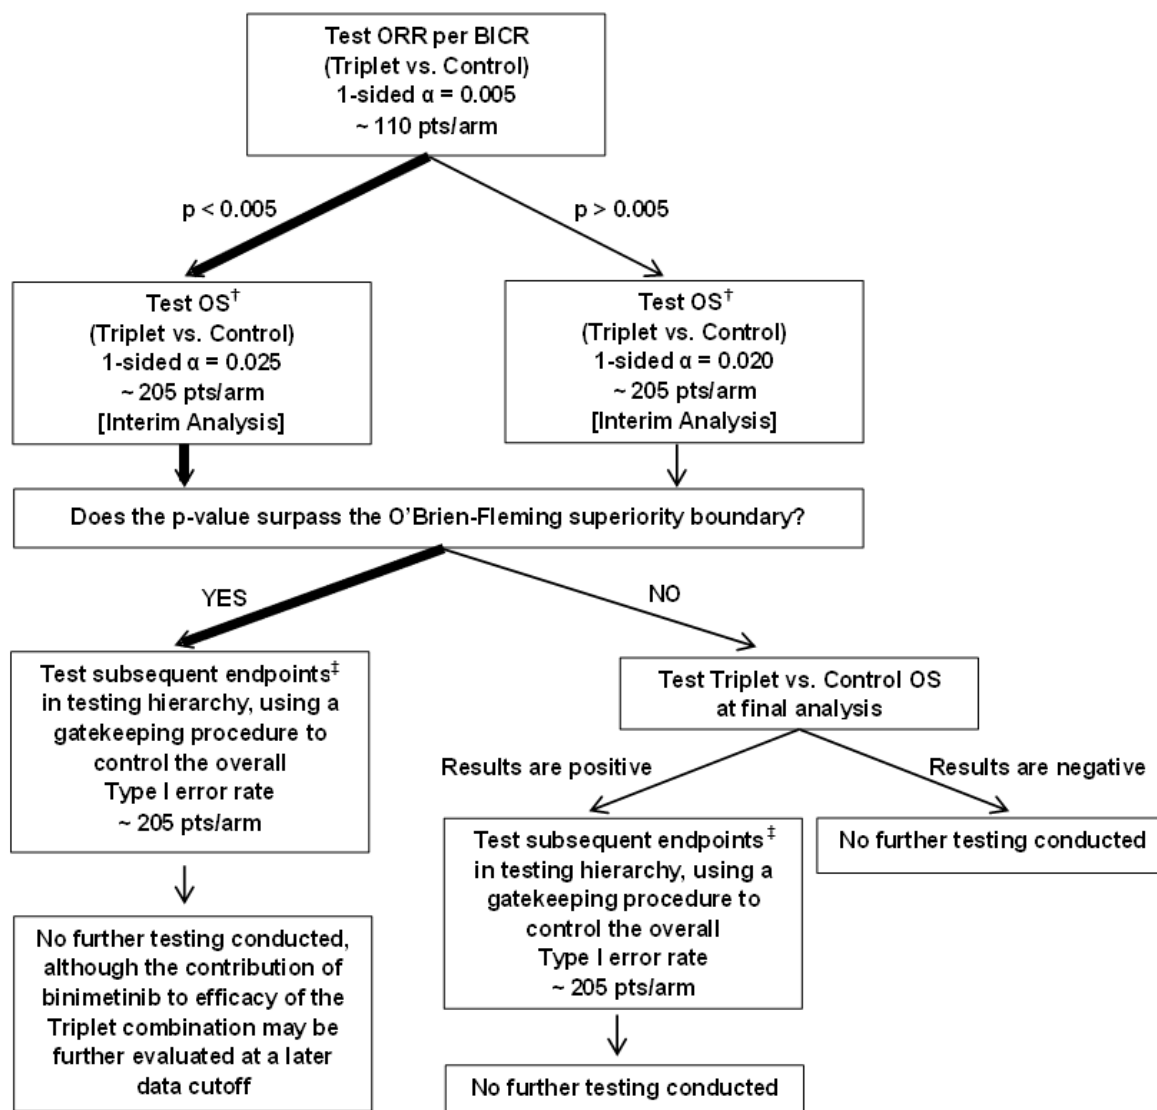 Test ORR per BICR
(Triplet vs. Control)
1-sided α = 0.005
~ 110 pts/arm
p < 0.005
p > 0.005
Test OS†
(Triplet vs. Control)
1-sided α = 0.025
~ 205 pts/arm
[Interim Analysis]
Test OS†
(Triplet vs. Control)
1-sided α = 0.020
~ 205 pts/arm
[Interim Analysis]
Does the p-value surpass the O'Brien-Fleming superiority boundary?
YES
NO
Test subsequent endpoints‡
in testing hierarchy, using a
gatekeeping procedure to
control the overall
Type I error rate
~ 205 pts/arm
Test Triplet vs. Control OS
at final analysis
Results are positive
Results are negative
Test subsequent endpoints‡
in testing hierarchy, using a
gatekeeping procedure to
control the overall
Type I error rate
~ 205 pts/arm
No further testing conducted
No further testing conducted,
although the contribution of
binimetinib to efficacy of the
Triplet combination may be
further evaluated at a later
data cutoff
No further testing conducted